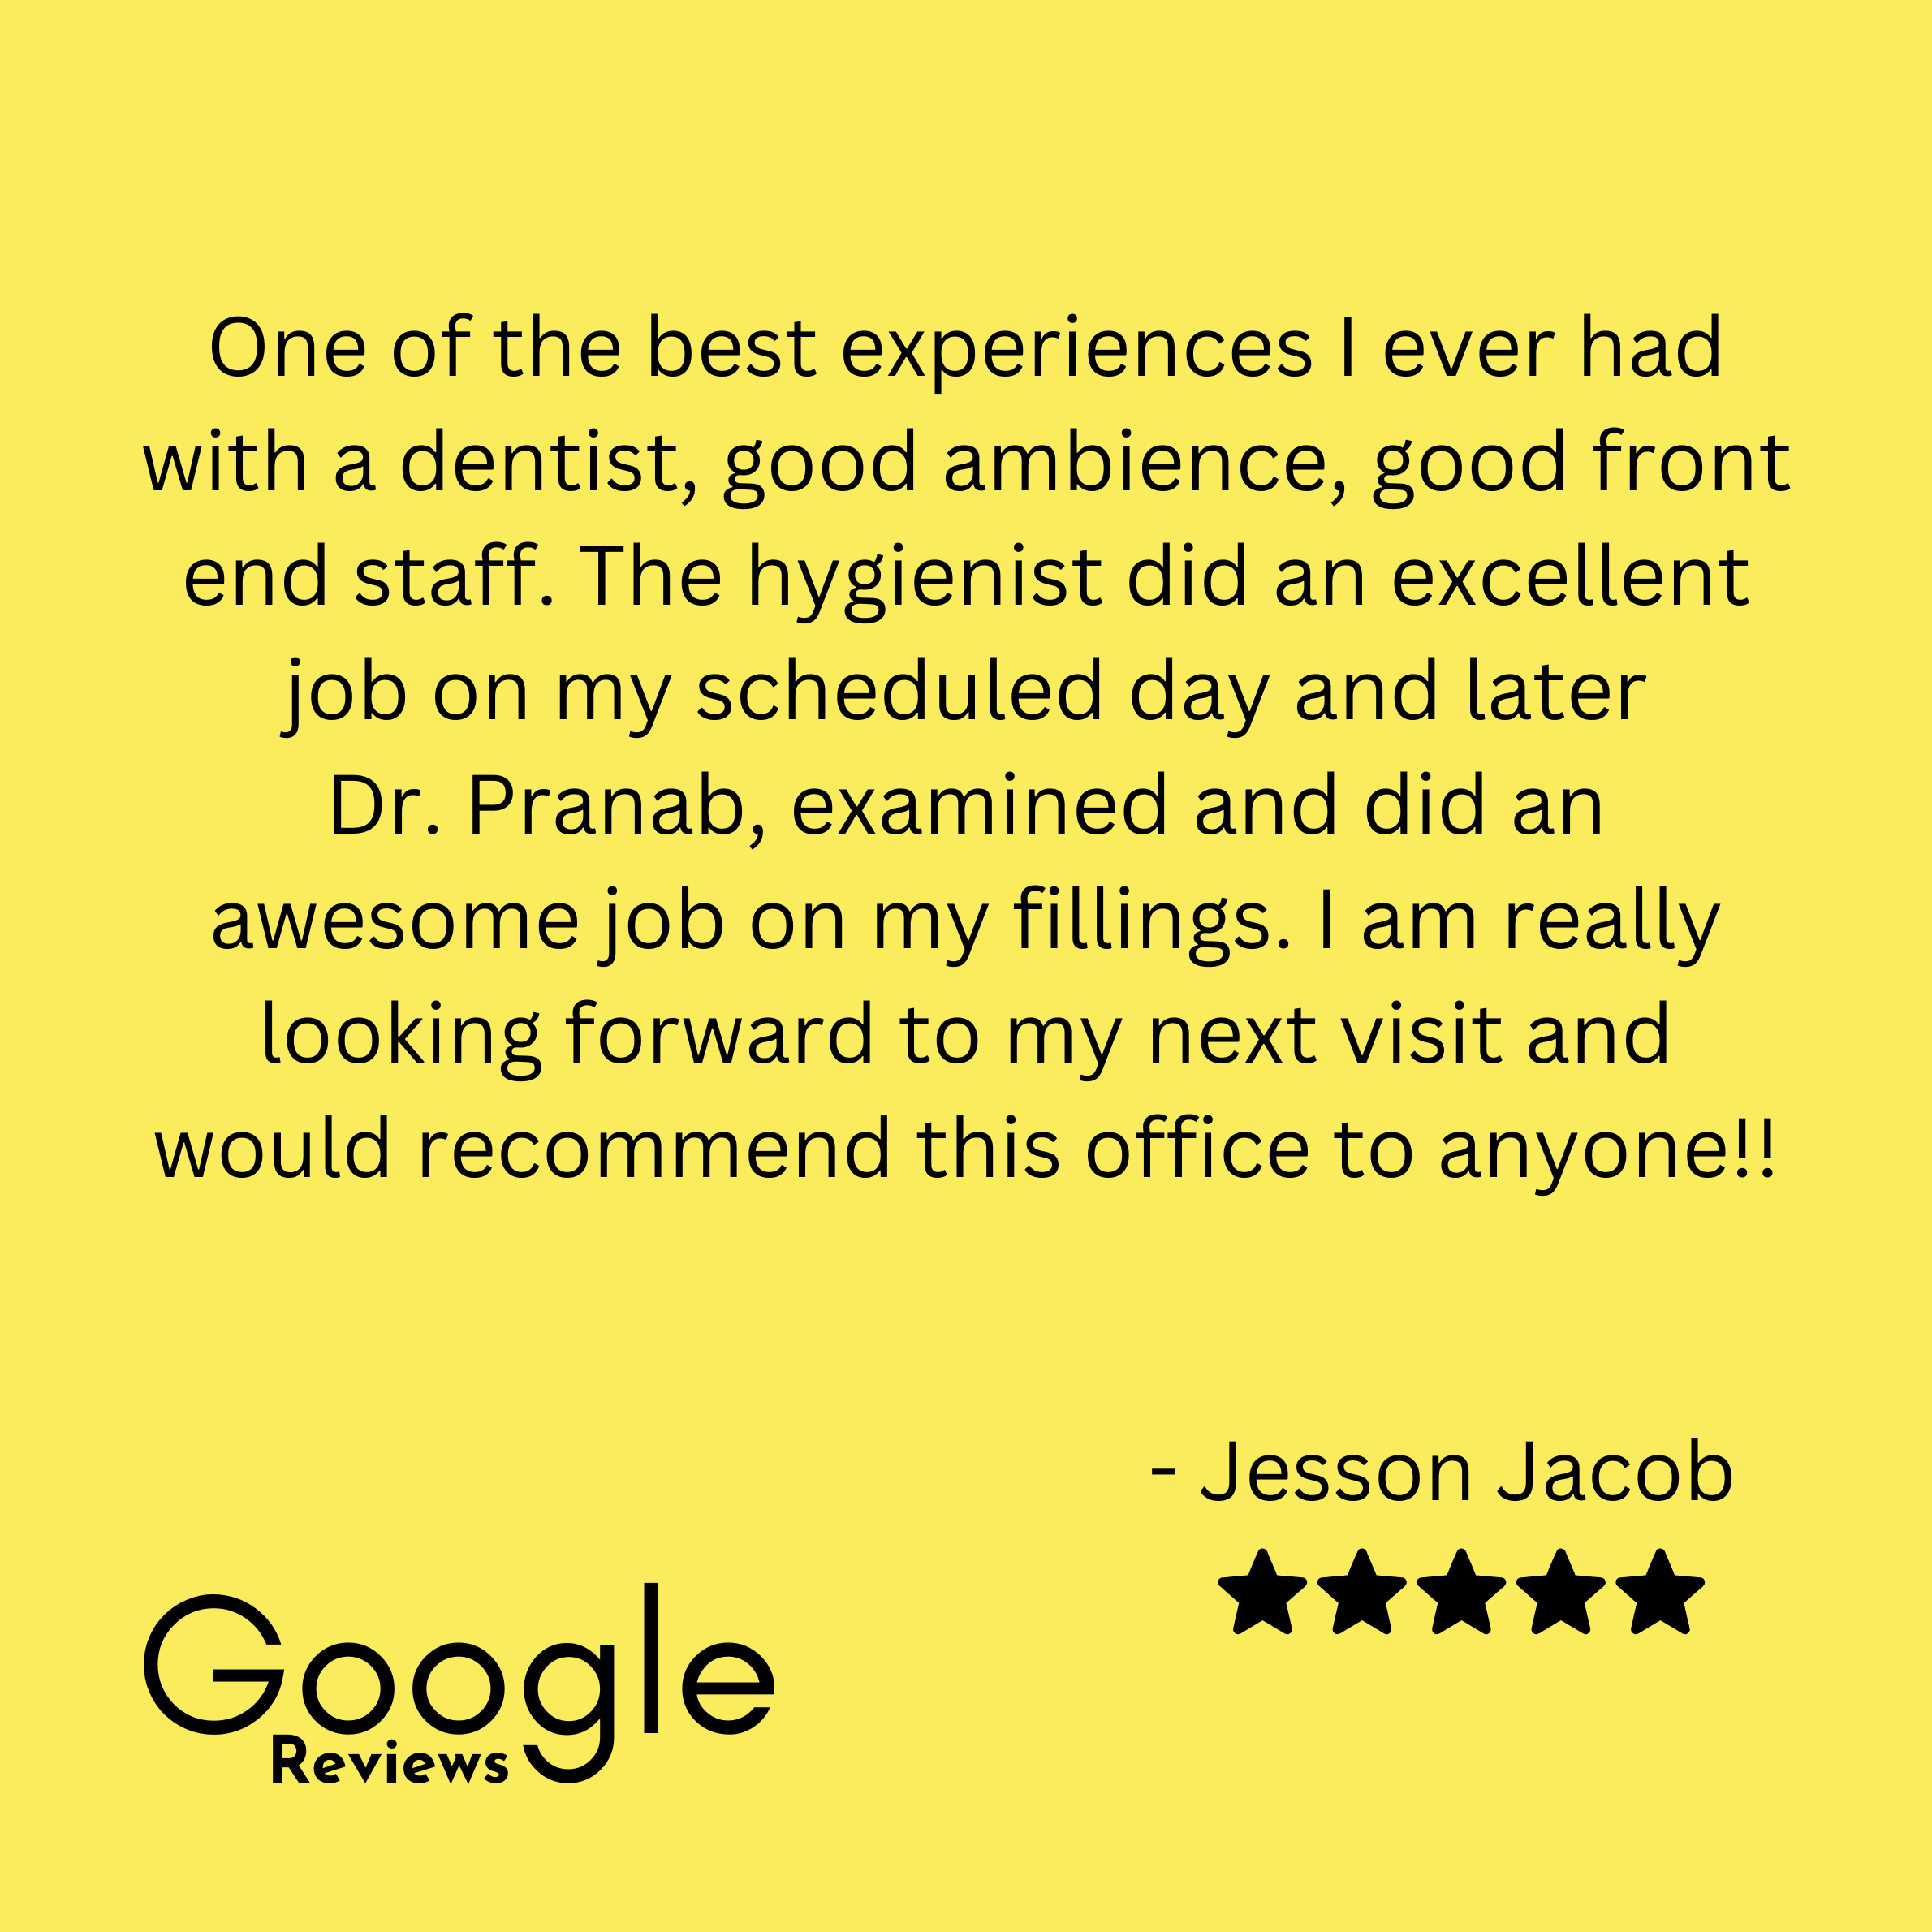 One of the best experiences I ever had
with a dentist, good ambience, good front
end staff. The hygienist did an excellent
job on my scheduled day and later
Dr. Pranab, examined and did an
awesome job on my fillings. I am really
looking forward to my next visit and
would recommend this office to anyone!!
- Jesson Jacob
Google
Reviews